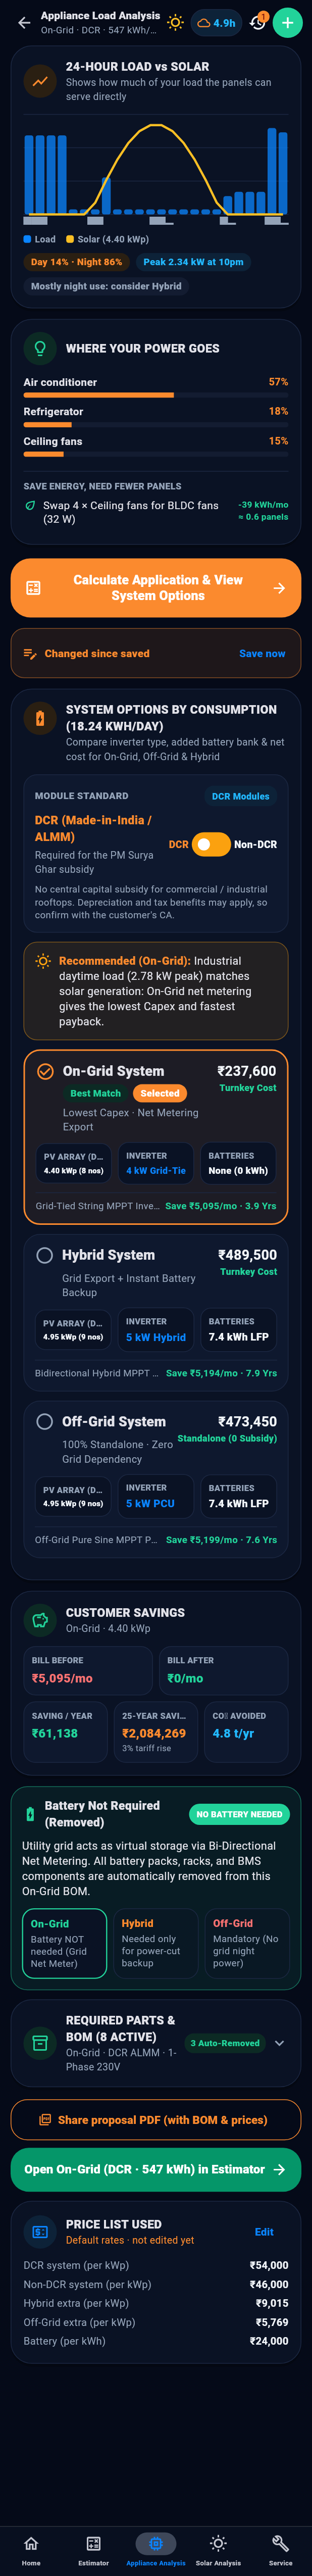 Appliance Load Analysis
On-Grid · DCR · 547 kWh/...
4.9h
24-HOUR LOAD vs SOLAR
Shows how much of your load the panels can
serve directly
Load
Solar (4.40 kWp)
Day 14% · Night 86%
Peak 2.34 kW at 10pm
Mostly night use: consider Hybrid
WHERE YOUR POWER GOES
Air conditioner 57%
Refrigerator 18%
Ceiling fans 15%
SAVE ENERGY, NEED FEWER PANELS
Swap 4 × Ceiling fans for BLDC fans
(32 W)
-39 kWh/mo
≈ 0.6 panels
Calculate Application & View
System Options
Changed since saved
Save now
SYSTEM OPTIONS BY CONSUMPTION
(18.24 KWH/DAY)
Compare inverter type, added battery bank & net
cost for On-Grid, Off-Grid & Hybrid
MODULE STANDARD
DCR Modules
DCR (Made-in-India /
ALMM)
Required for the PM Surya
Ghar subsidy
DCR
Non-DCR
No central capital subsidy for commercial / industrial
rooftops. Depreciation and tax benefits may apply, so
confirm with the customer's CA.
Recommended (On-Grid): Industrial
daytime load (2.78 kW peak) matches
solar generation: On-Grid net metering
gives the lowest Capex and fastest
payback.
On-Grid System
₹237,600
Best Match
Selected
Turnkey Cost
Lowest Capex · Net Metering
Export
PV ARRAY (D...
4.40 kWp (8 nos)
INVERTER
4 kW Grid-Tie
BATTERIES
None (0 kWh)
Grid-Tied String MPPT Inve...
Save ₹5,095/mo · 3.9 Yrs
Hybrid System
₹489,500
Turnkey Cost
Grid Export + Instant Battery
Backup
PV ARRAY (D...
4.95 kWp (9 nos)
INVERTER
5 kW Hybrid
BATTERIES
7.4 kWh LFP
Bidirectional Hybrid MPPT ...
Save ₹5,194/mo · 7.9 Yrs
Off-Grid System
₹473,450
Standalone (0 Subsidy)
100% Standalone · Zero
Grid Dependency
PV ARRAY (D...
4.95 kWp (9 nos)
INVERTER
5 kW PCU
BATTERIES
7.4 kWh LFP
Off-Grid Pure Sine MPPT P...
Save ₹5,199/mo · 7.6 Yrs
CUSTOMER SAVINGS
On-Grid · 4.40 kWp
BILL BEFORE
₹5,095/mo
BILL AFTER
₹0/mo
SAVING / YEAR
₹61,138
25-YEAR SAVI...
₹2,084,269
3% tariff rise
AVOIDED
4.8 t/yr
Battery Not Required
(Removed)
NO BATTERY NEEDED
Utility grid acts as virtual storage via Bi-Directional
Net Metering. All battery packs, racks, and BMS
components are automatically removed from this
On-Grid BOM.
On-Grid
Battery NOT
needed (Grid
Net Meter)
Hybrid
Needed only
for power-cut
backup
Off-Grid
Mandatory (No
grid night
power)
REQUIRED PARTS &
BOM (8 ACTIVE)
On-Grid · DCR ALMM · 1-
Phase 230V
3 Auto-Removed
Share proposal PDF (with BOM & prices)
Open On-Grid (DCR · 547 kWh) in Estimator
PRICE LIST USED
Default rates · not edited yet
Edit
DCR system (per kWp) ₹54,000
Non-DCR system (per kWp) ₹46,000
Hybrid extra (per kWp) ₹9,015
Off-Grid extra (per kWp) ₹5,769
Battery (per kWh) ₹24,000
Home
Estimator
Appliance Analysis
Solar Analysis
Service